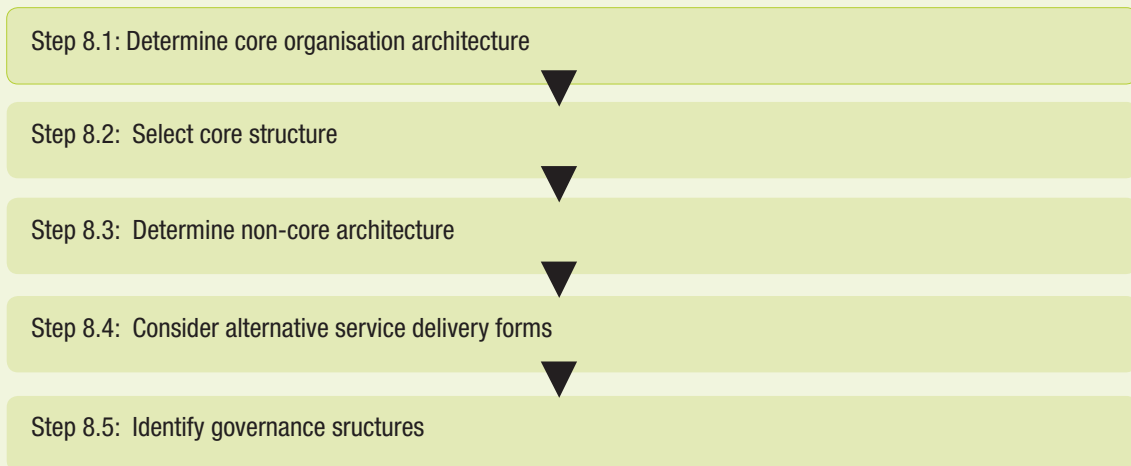 Step 8.1: Determine core organisation architecture
Step 8.2: Select core structure
Step 8.3: Determine non-core architecture
Step 8.4: Consider alternative service delivery forms
Step 8.5: Identify governance sructures